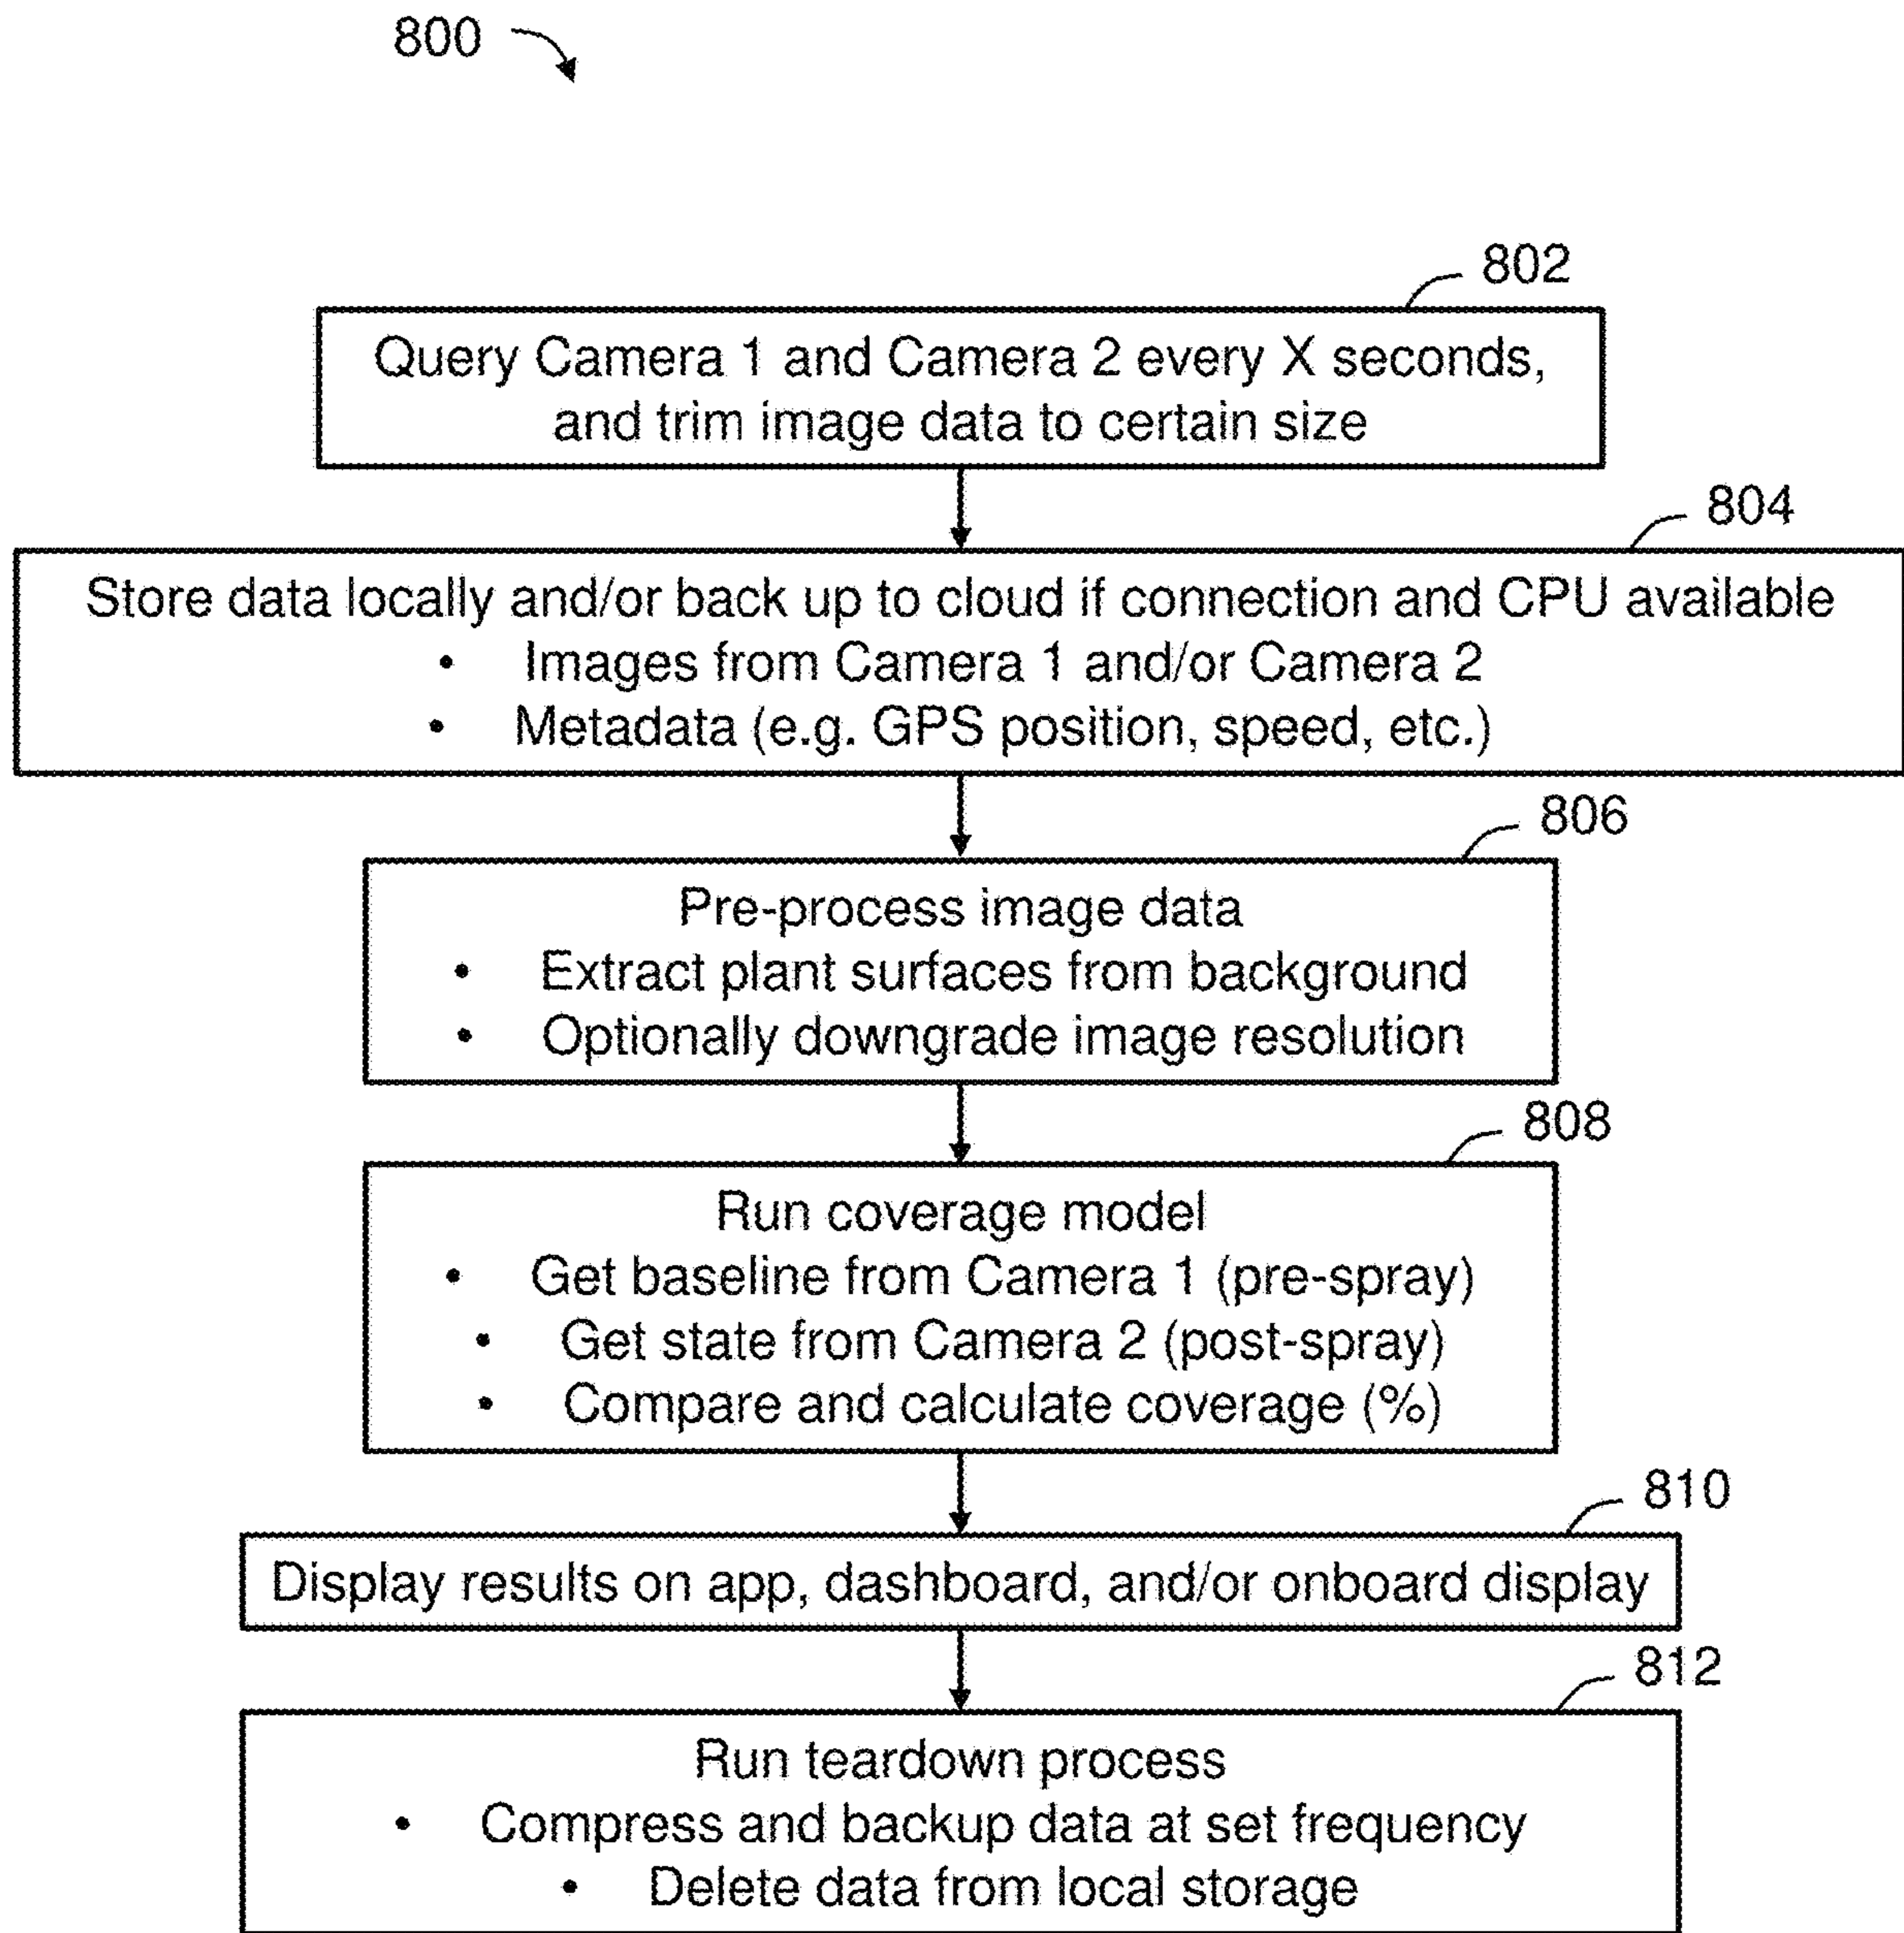 800
802
Query Camera 1 and Camera 2 every X seconds,
and trim image data to certain size
804
Store data locally and/or back up to cloud if connection and CPU available
• Images from Camera 1 and/or Camera 2
• Metadata (e.g. GPS position, speed, etc.)
806
Pre-process image data
• Extract plant surfaces from background
• Optionally downgrade image resolution
808
Run coverage model
• Get baseline from Camera 1 (pre-spray)
• Get state from Camera 2 (post-spray)
• Compare and calculate coverage (%)
810
Display results on app, dashboard, and/or onboard display
812
Run teardown process
• Compress and backup data at set frequency
• Delete data from local storage